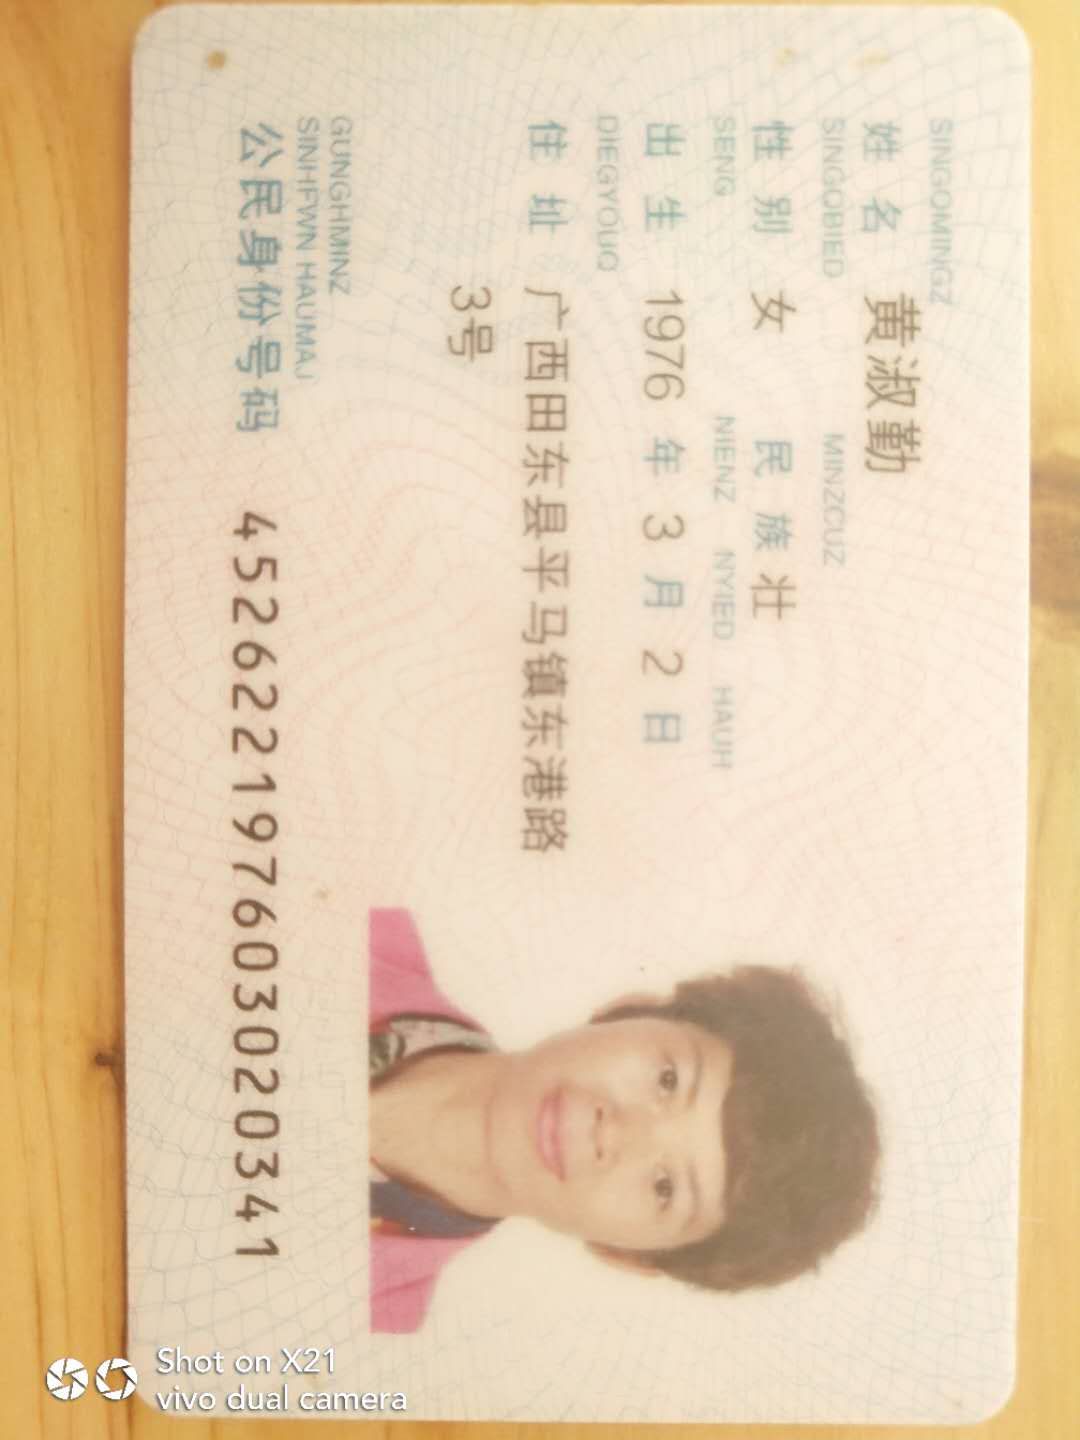 SINGOMINGZ
姓名 黄淑勤
SINGQBIED MINZCUZ
性别 女 民族 壮
SENG NIENZ NYIED HAUH
出生 1976 年 3 月 2 日
DIEGYOUQ
住址 广西田东县平马镇东港路
3号
GUNGHMINZ
SINHFWN HAUMAJ
公民身份号码 452622197603020341
Shot on X21
vivo dual camera